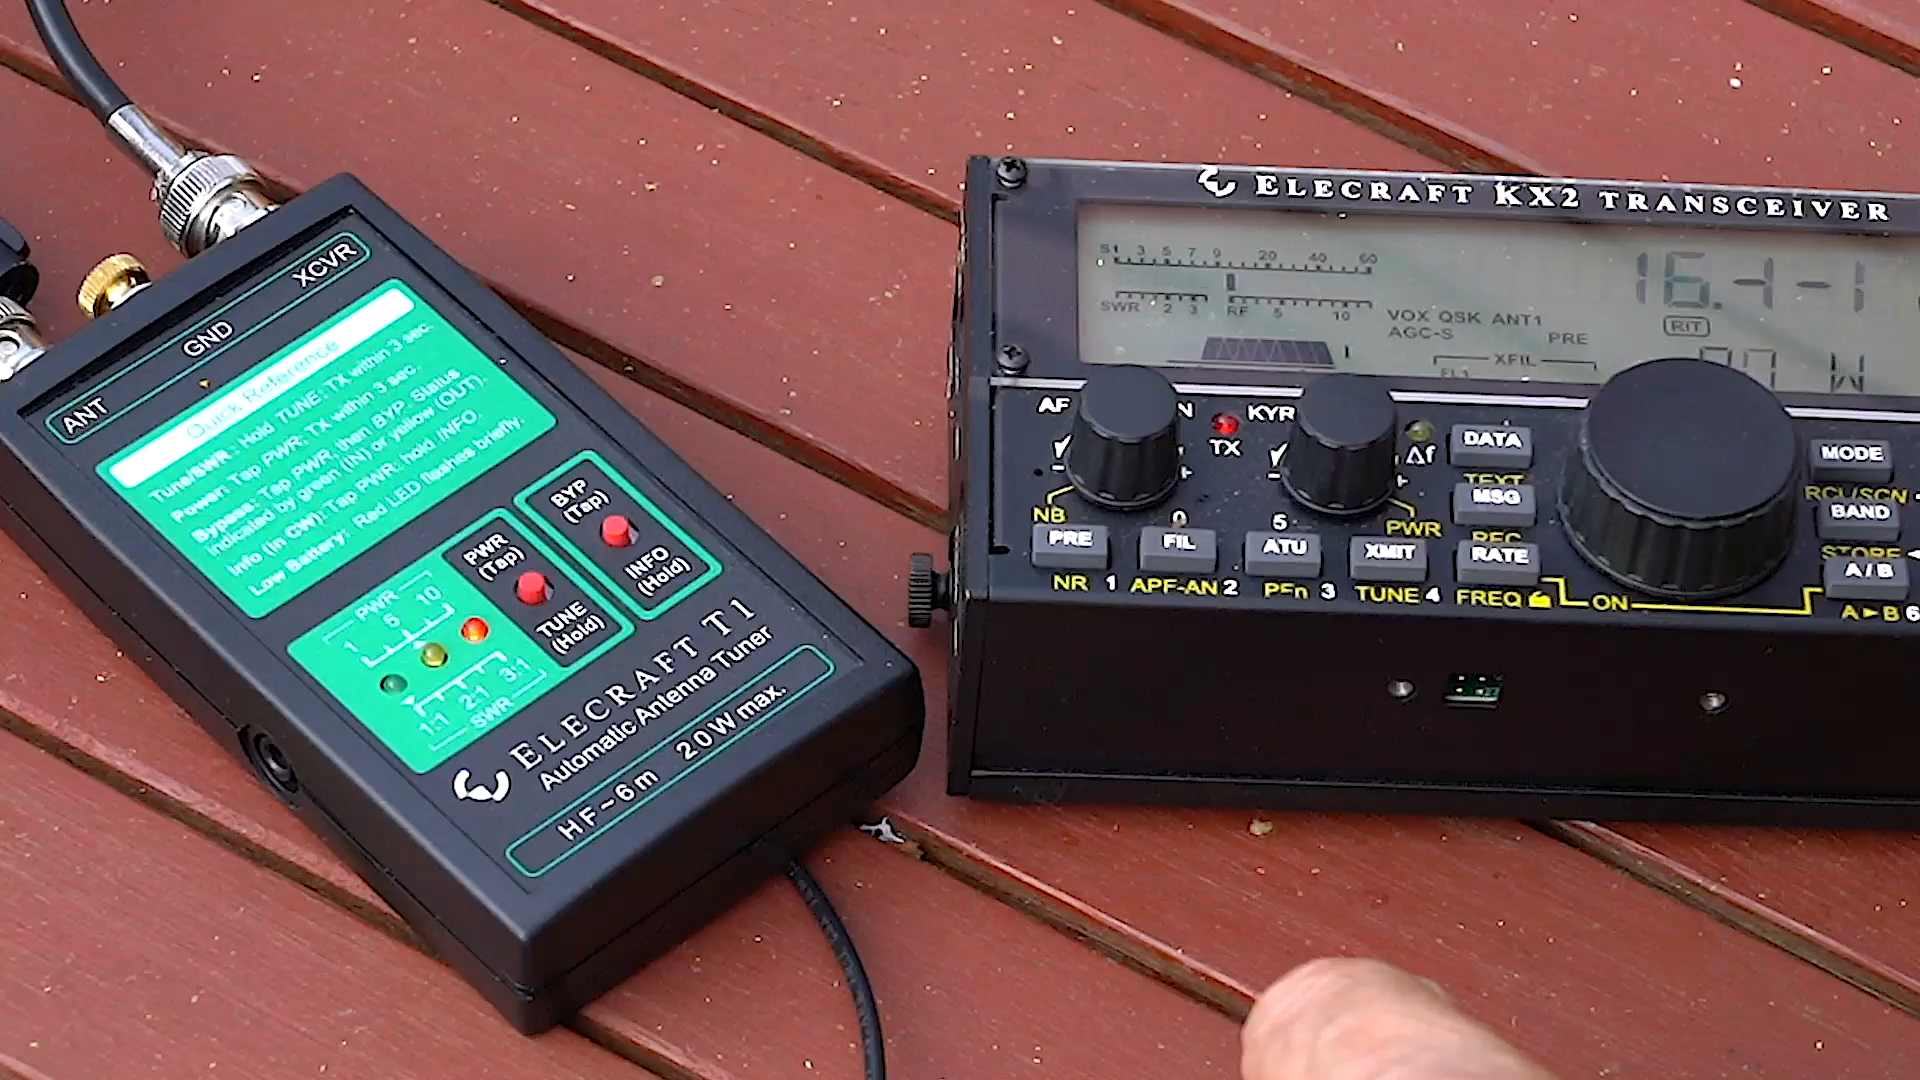 XCVR
GND
ANT
Quick Reference
Tune/SWR: Hold TUNE; TX within 3 sec.
Power: Tap PWR; TX within 3 sec.
Bypass: Tap PWR, then BYP. Status
indicated by green (IN) or yellow (OUT).
Info (in CW): Tap PWR; hold INFO.
Low Battery: Red LED flashes briefly.
BYP
(Tap)
INFO
(Hold)
PWR
(Tap)
TUNE
(Hold)
PWR
1 5 10
1:1 2:1 3:1
SWR
ELECRAFT T1
Automatic Antenna Tuner
HF~6m 20W max.
ELECRAFT KX2 TRANSCEIVER
S1 3 5 7 9 20 40 60
SWR 2 3 RF 5 10
VOX QSK ANT1
AGC-S PRE
RIT
XFIL
FL1
W
AF
TX
KYR
Δf
DATA
TEXT
MSG
REC
RATE
FREQ
MODE
RCL/SCN
BAND
STORE
A/B
A►B 6
NB
PWR
- +
- +
0 5
PRE FIL ATU XMIT
NR 1 APF-AN 2 PFn 3 TUNE 4
ON